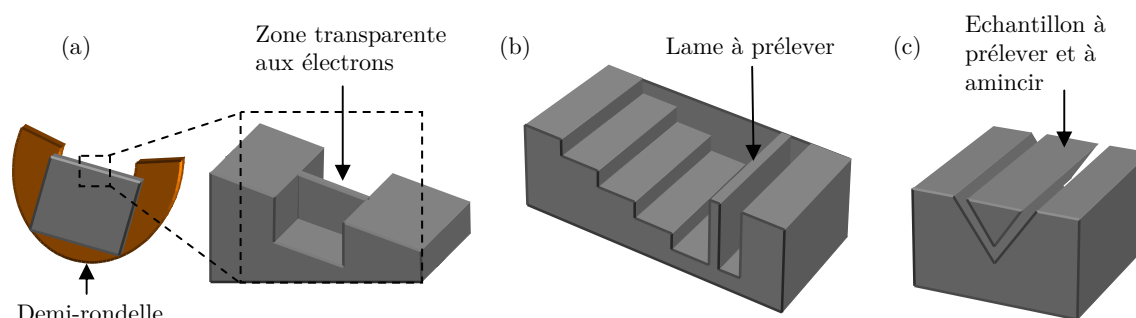 (a)
Zone transparente
aux électrons
Demi-rondelle
(b)
Lame à prélever
(c)
Echantillon à
prélever et à
amincir